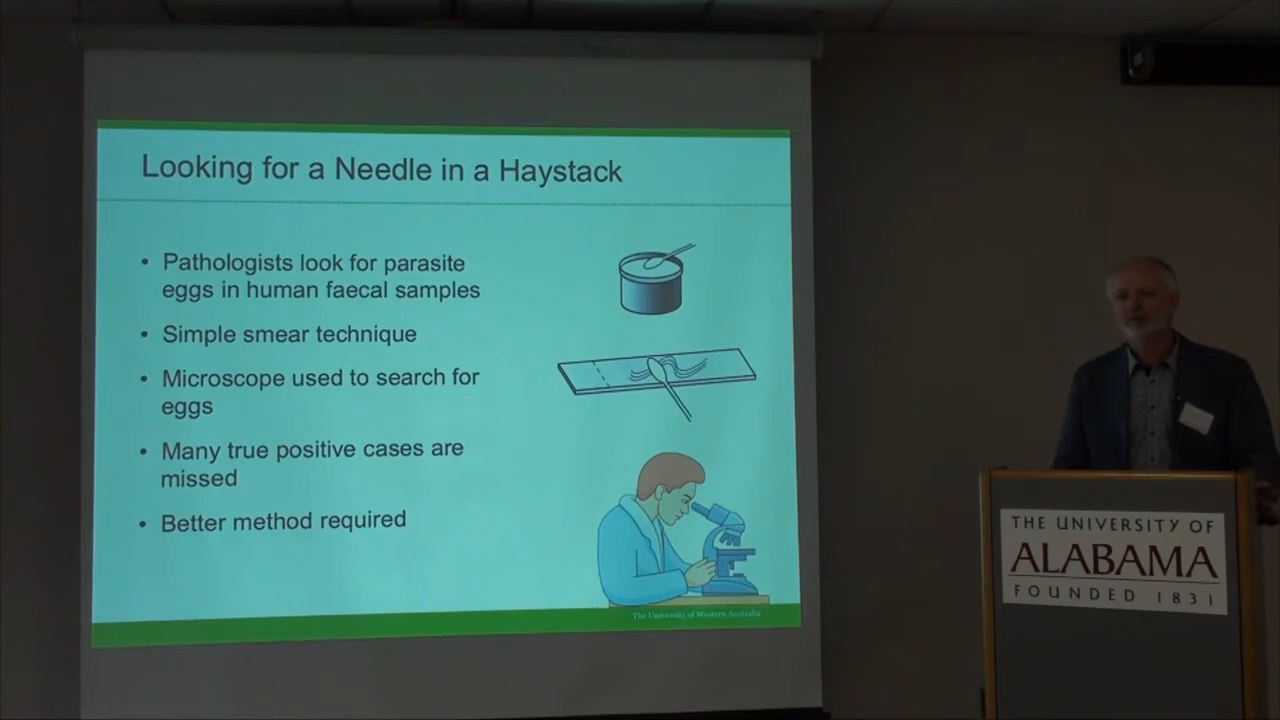 Looking for a Needle in a Haystack
• Pathologists look for parasite
eggs in human faecal samples
• Simple smear technique
• Microscope used to search for
eggs
• Many true positive cases are
missed
• Better method required
The University of Western Australia
THE UNIVERSITY OF
ALABAMA
FOUNDED 1831